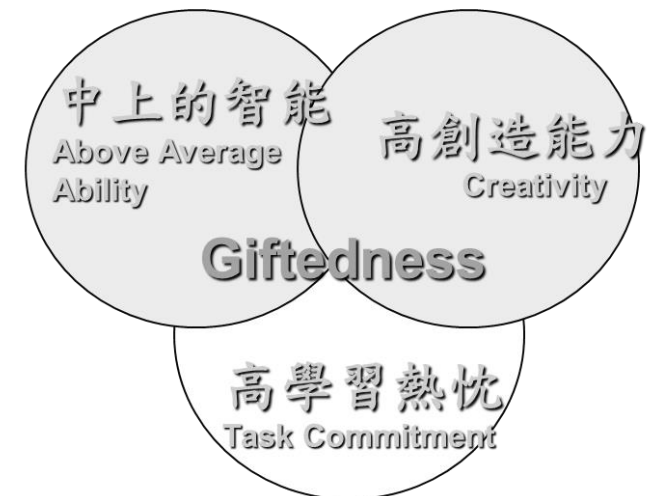 中上的智能
Above Average
Ability
高創造能力
Creativity
Giftedness
高學習熱忱
Task Commitment